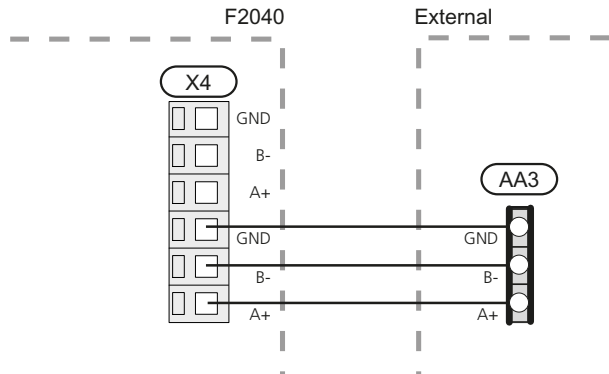 F2040 External
X4
GND
B-
A+
AA3
GND GND
B- B-
A+ A+